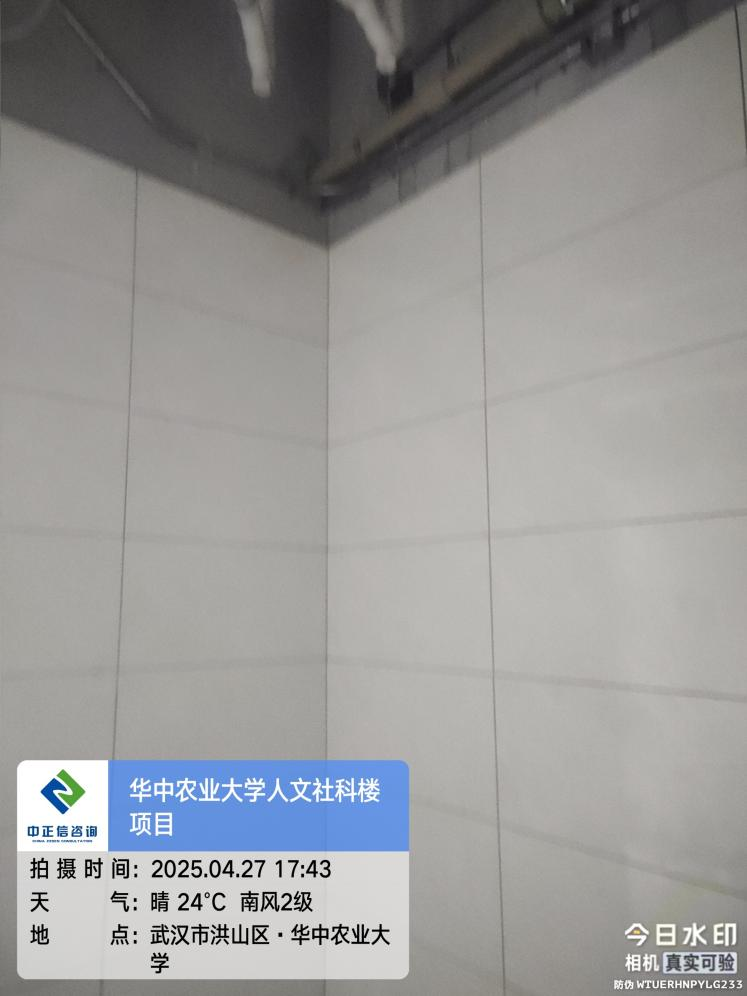 华中农业大学人文社科楼
项目
中正信咨询
CHINA ZEXIN CONSULTATION
拍摄时间：2025.04.27 17:43
天气：晴 24°C 南风2级
地点：武汉市洪山区·华中农业大
学
今日水印
相机 真实可验
防伪 WTUERHNPYLG233